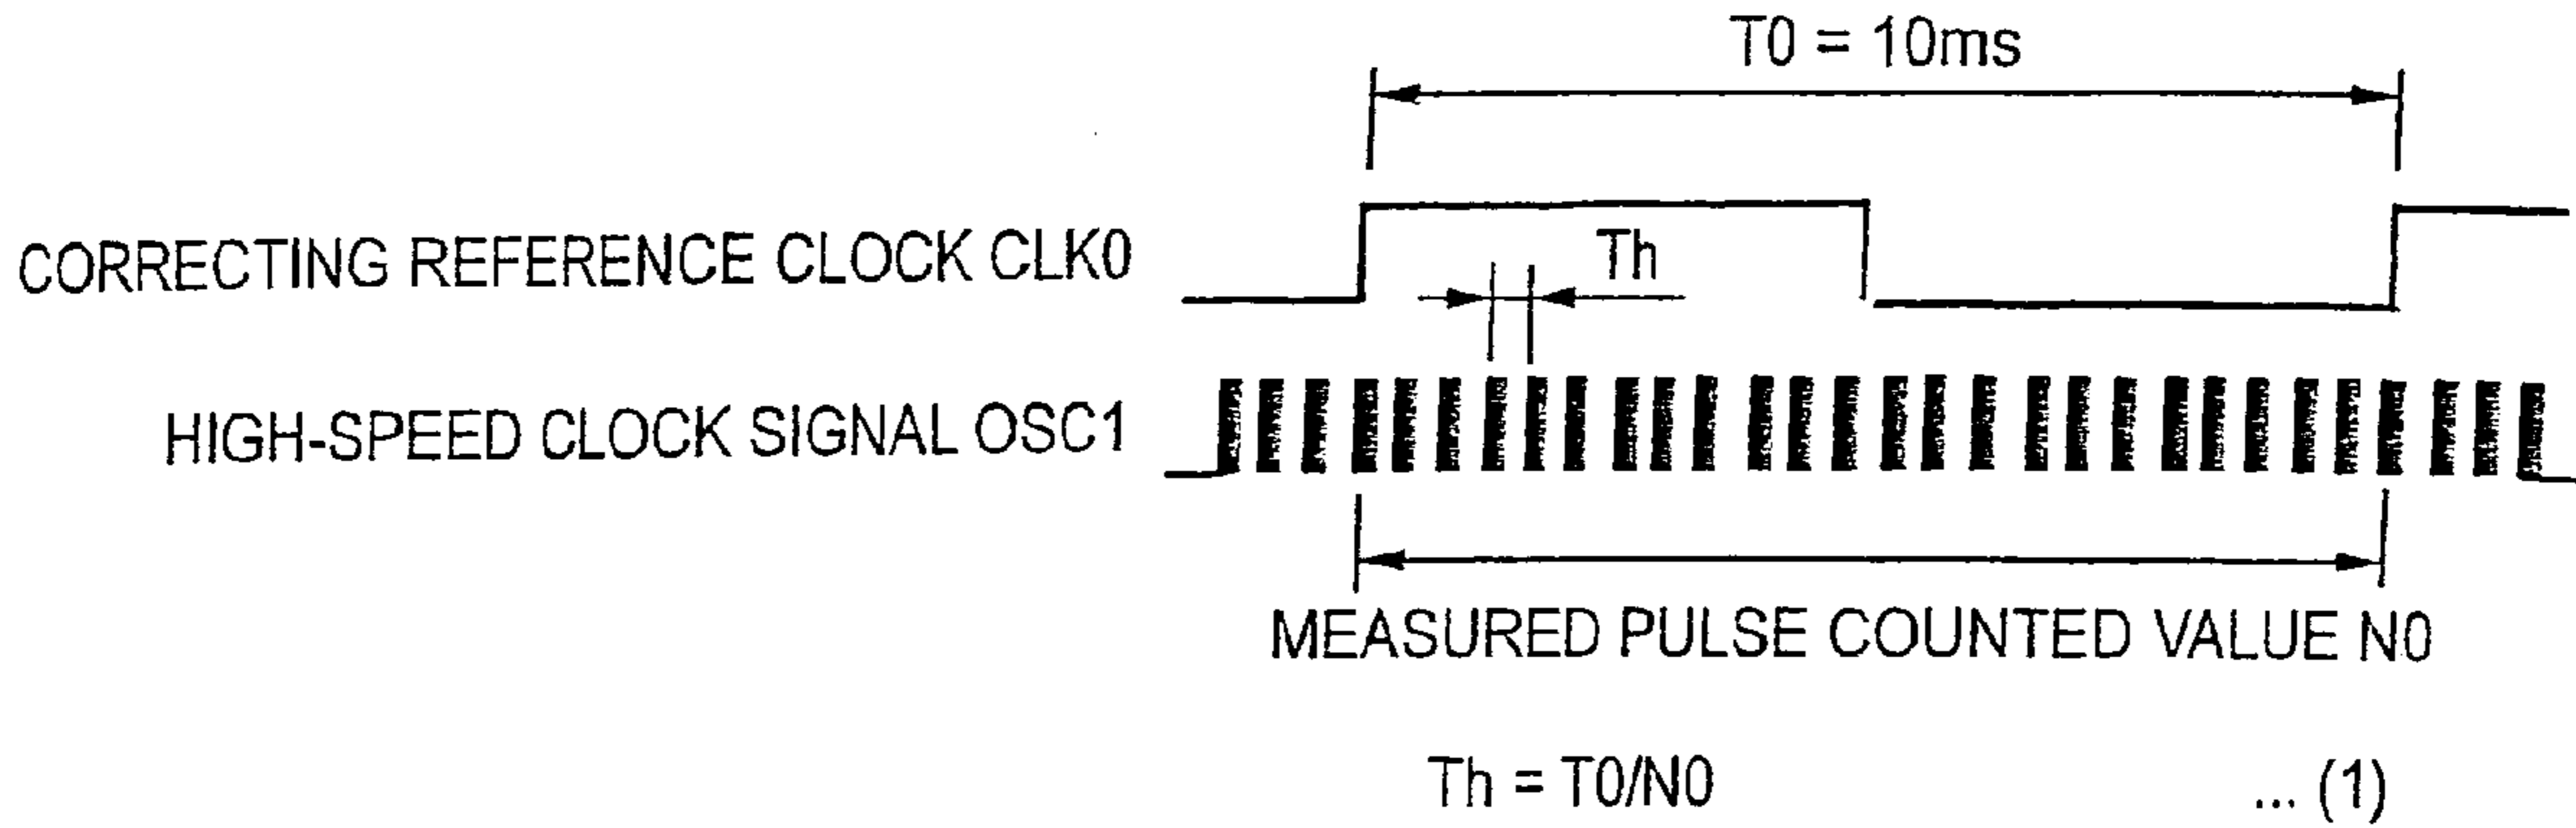 T0 = 10ms
CORRECTING REFERENCE CLOCK CLK0
Th
HIGH-SPEED CLOCK SIGNAL OSC1
MEASURED PULSE COUNTED VALUE N0
Th = T0/N0 ... (1)